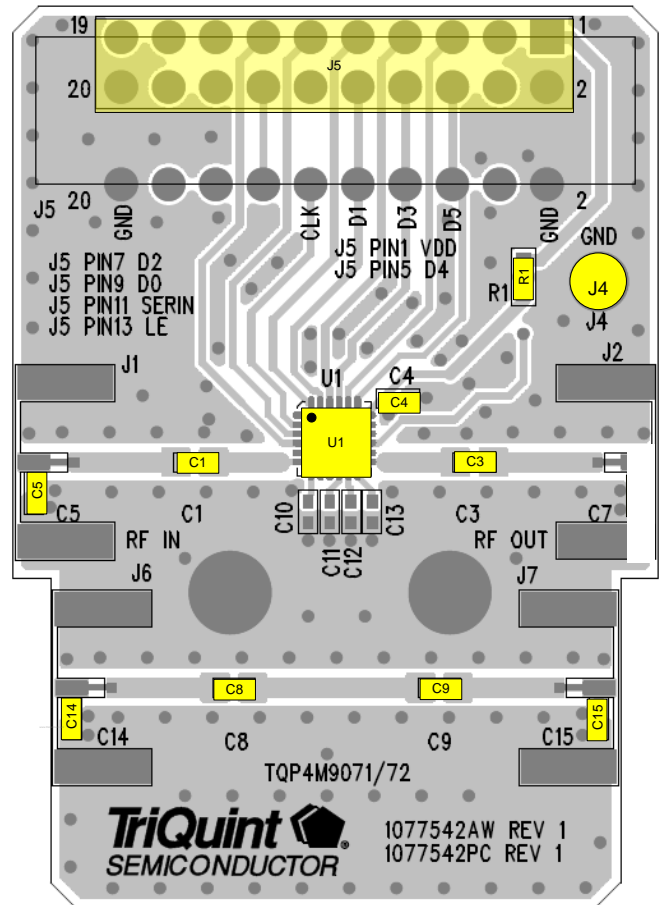 19
1
J5
20
2
20
2
J5
GND
CLK
D1
D3
D5
GND
GND
J5 PIN1 VDD
J5 PIN5 D4
J5 PIN7 D2
J5 PIN9 D0
J5 PIN11 SERIN
J5 PIN13 LE
R1
R1
J4
J4
J1
J2
U1
C4
C4
U1
C1
C3
C5
C5
C1
C10
C11
C12
C13
C3
C7
RF IN
RF OUT
J6
J7
C8
C9
C14
C15
C14
C8
C9
C15
TQP4M9071/72
TriQuint
SEMICONDUCTOR
1077542AW REV 1
1077542PC REV 1